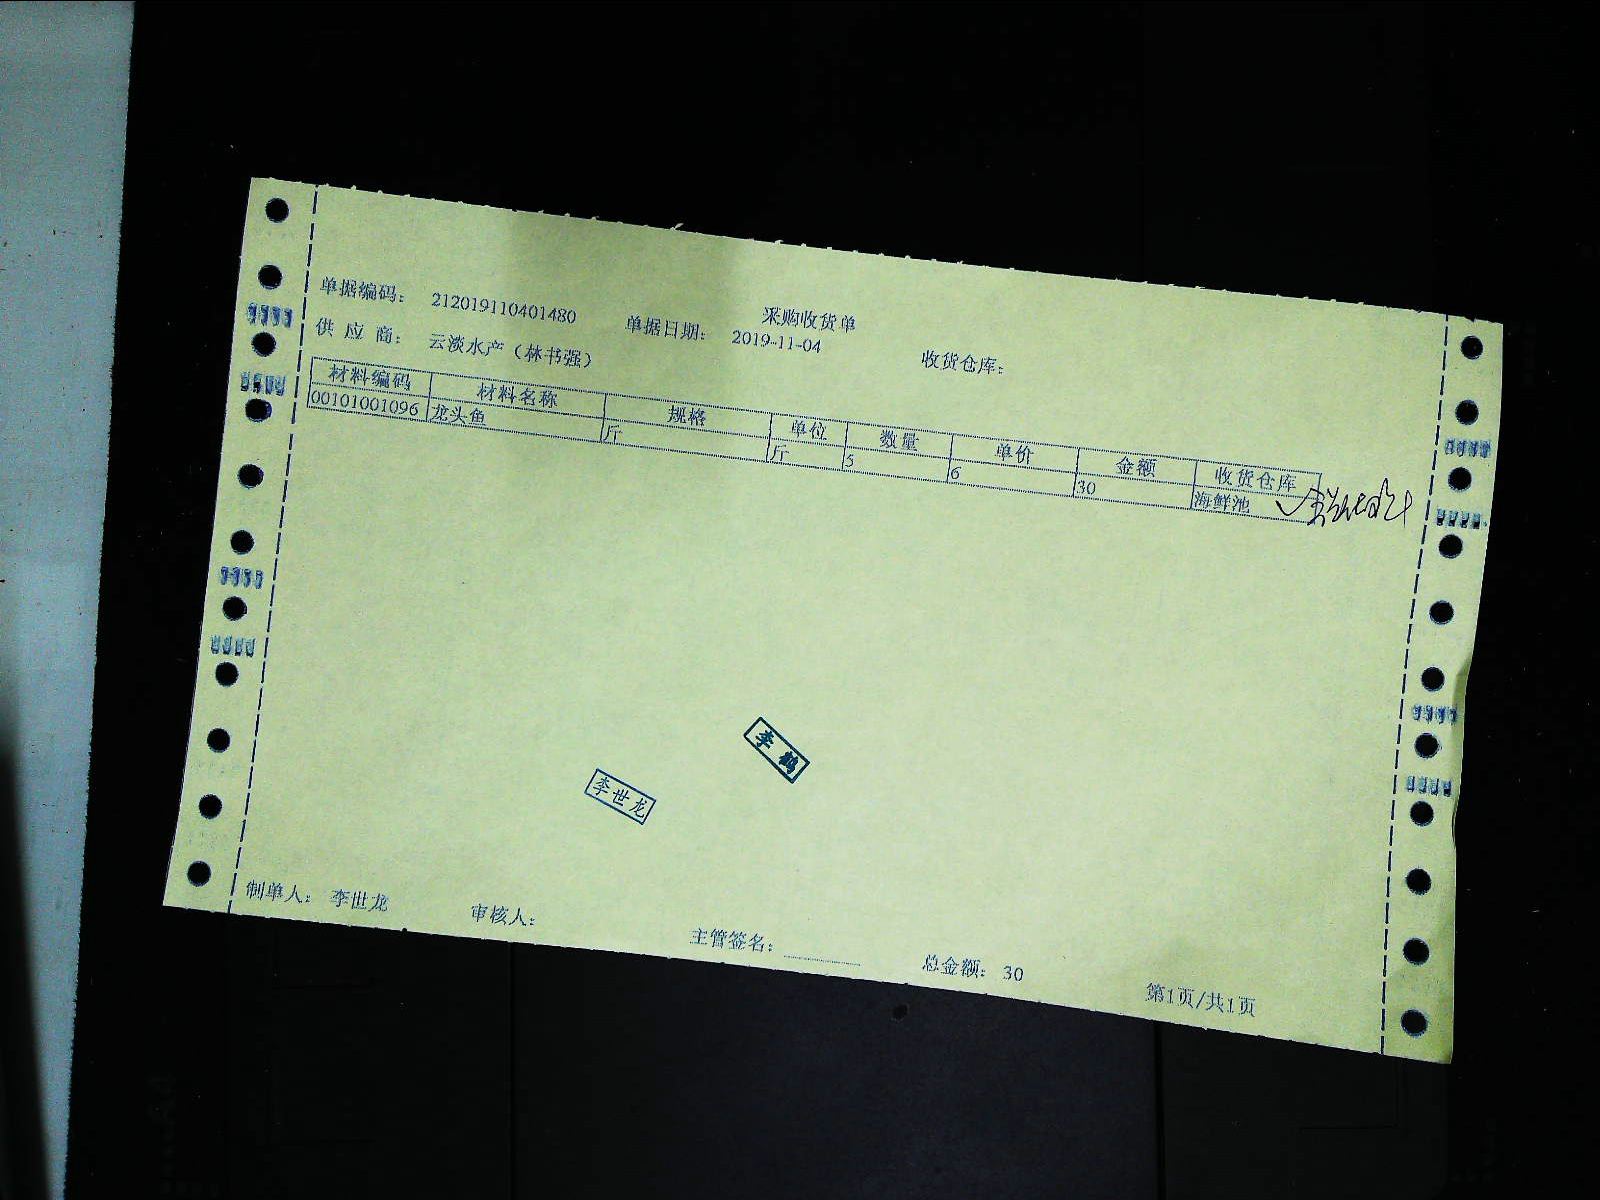 采购收货单
单据编码: 212019110401480 单据日期: 2019-11-04 收货仓库:
供 应 商: 云淡水产（林书强）
材料编码 材料名称 规格 单位 数量 单价 金额 收货仓库
00101001096 龙头鱼 斤 斤 5 6 30 海鲜池
李鹤
李世龙
制单人: 李世龙 审核人: 主管签名: 总金额: 30 第1页/共1页